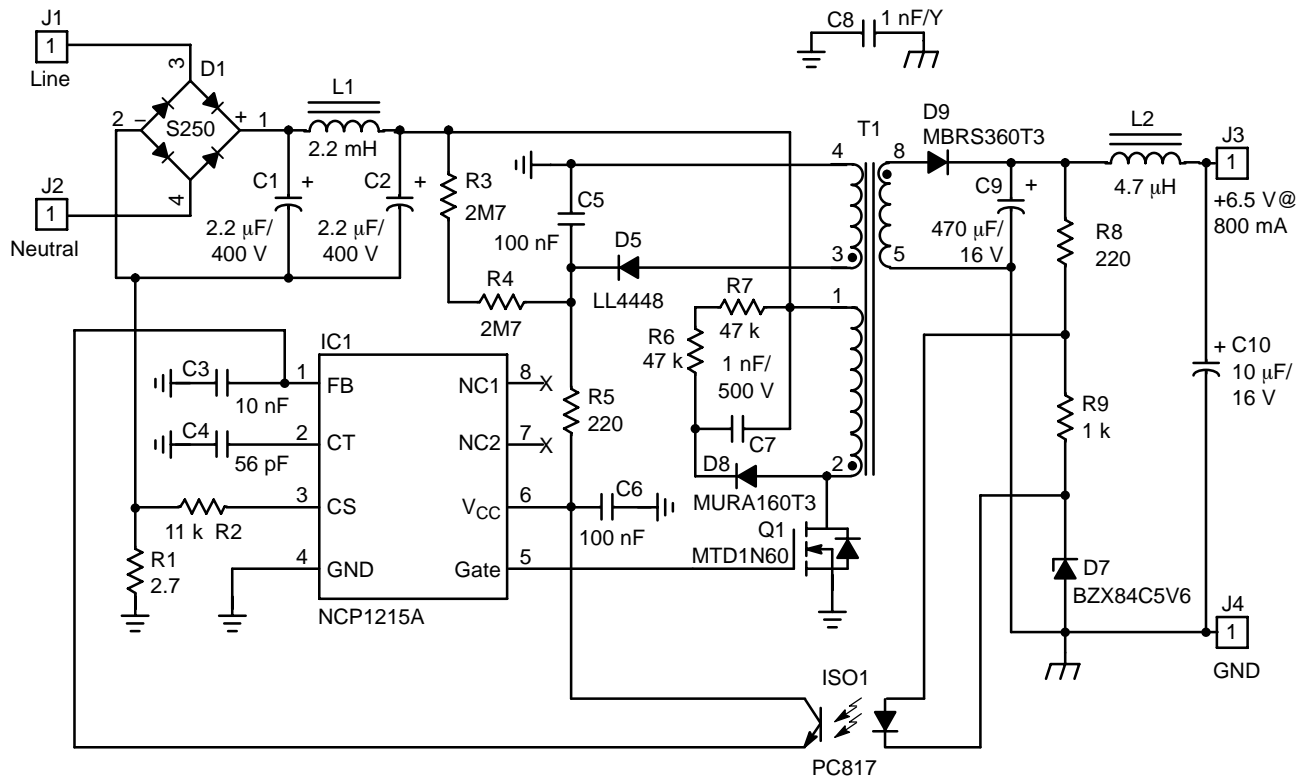 J1
1
Line
3
D1
2
−
+
1
S250
4
J2
1
Neutral
L1
2.2 mH
C1
+
2.2 μF/
400 V
C2
+
2.2 μF/
400 V
R3
2M7
R4
2M7
C5
100 nF
D5
LL4448
C8
1 nF/Y
T1
4
3
1
2
8
5
D9
MBRS360T3
C9
+
470 μF/
16 V
L2
4.7 μH
J3
1
+6.5 V@
800 mA
R8
220
R7
47 k
R6
47 k
1 nF/
500 V
C7
D8
MURA160T3
R5
220
IC1
C3
10 nF
1
FB
NC1
8
X
C4
56 pF
2
CT
NC2
7
X
11 k R2
3
CS
VCC
6
C6
100 nF
R1
2.7
4
GND
Gate
5
NCP1215A
Q1
MTD1N60
R9
1 k
+ C10
10 μF/
16 V
D7
BZX84C5V6
J4
1
GND
ISO1
PC817